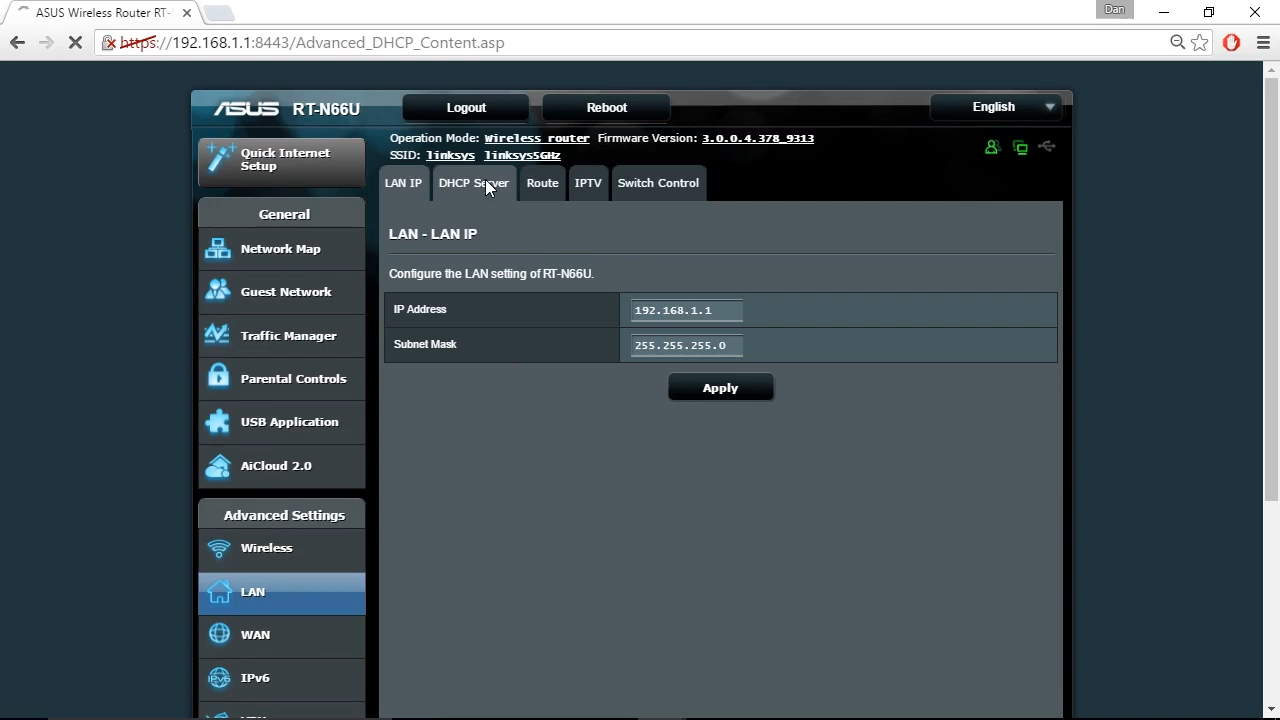 ASUS Wireless Router RT-
Dan
https://192.168.1.1:8443/Advanced_DHCP_Content.asp
ASUS RT-N66U
Logout
Reboot
English
Quick Internet
Setup
Operation Mode: Wireless router Firmware Version: 3.0.0.4.378_9313
SSID: linksys linksys5GHz
LAN IP
DHCP Server
Route
IPTV
Switch Control
General
Network Map
Guest Network
Traffic Manager
Parental Controls
USB Application
AiCloud 2.0
Advanced Settings
Wireless
LAN
WAN
IPv6
LAN - LAN IP
Configure the LAN setting of RT-N66U.
IP Address 192.168.1.1
Subnet Mask 255.255.255.0
Apply